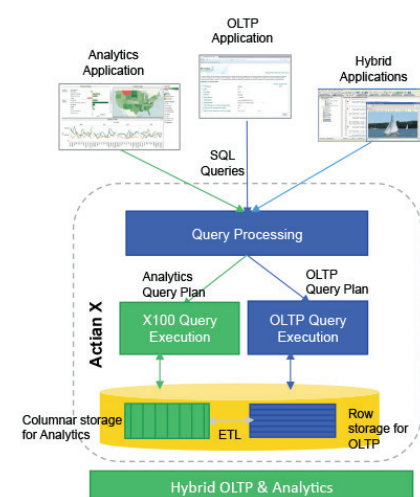 OLTP
Application
Analytics
Application
Hybrid
Applications
SQL
Queries
Query Processing
Analytics
Query Plan
OLTP
Query Plan
Actian X
X100 Query
Execution
OLTP Query
Execution
Columnar storage
for Analytics
ETL
Row
storage for
OLTP
Hybrid OLTP & Analytics